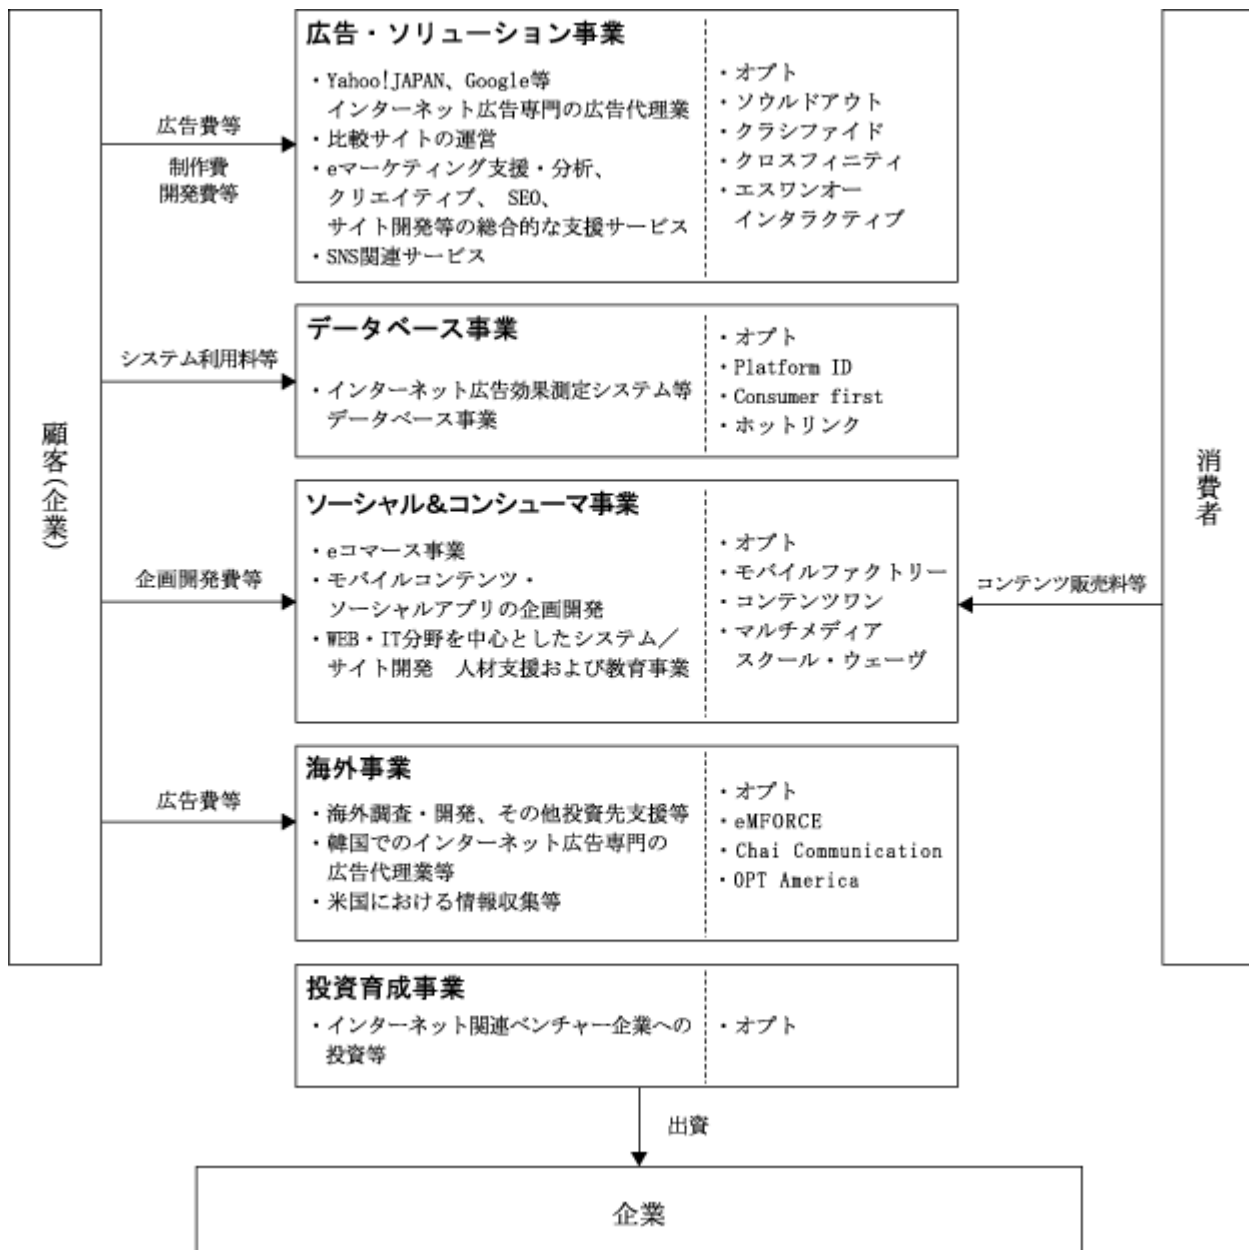 顧客(企業)
広告費等
制作費
開発費等
広告・ソリューション事業
・Yahoo!JAPAN、Google等
インターネット広告専門の広告代理業
・比較サイトの運営
・eマーケティング支援・分析、
クリエイティブ、 SEO、
サイト開発等の総合的な支援サービス
・SNS関連サービス
・オプト
・ソウルドアウト
・クラシファイド
・クロスフィニティ
・エスワンオー
インタラクティブ
システム利用料等
データベース事業
・インターネット広告効果測定システム等
データベース事業
・オプト
・Platform ID
・Consumer first
・ホットリンク
企画開発費等
ソーシャル&コンシューマ事業
・eコマース事業
・モバイルコンテンツ・
ソーシャルアプリの企画開発
・WEB・IT分野を中心としたシステム／
サイト開発　人材支援および教育事業
・オプト
・モバイルファクトリー
・コンテンツワン
・マルチメディア
スクール・ウェーヴ
コンテンツ販売料等
消費者
広告費等
海外事業
・海外調査・開発、その他投資先支援等
・韓国でのインターネット広告専門の
広告代理業等
・米国における情報収集等
・オプト
・eMFORCE
・Chai Communication
・OPT America
投資育成事業
・インターネット関連ベンチャー企業への
投資等
・オプト
出資
企業